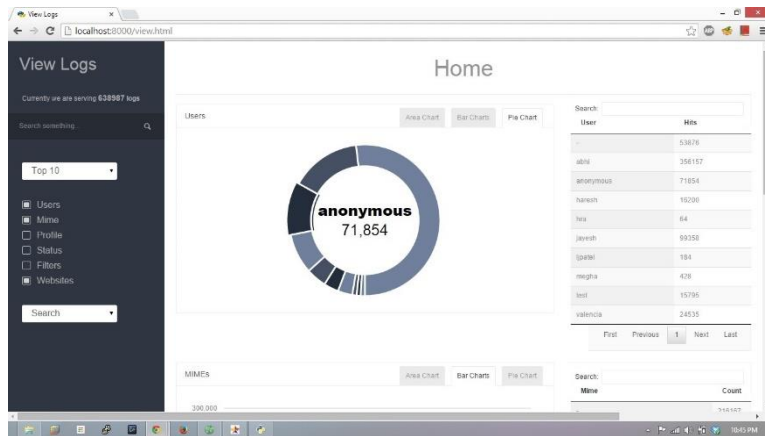 View Logs
localhost:8000/view.html
View Logs
Currently we are serving 638987 logs
Search something...
Top 10
Users
Mime
Profile
Status
Filters
Websites
Search
Home
Users
Area Chart
Bar Charts
Pie Chart
anonymous
71,854
Search:
User Hits
- 53876
abhi 356157
anonymous 71854
haresh 15200
hra 64
jayesh 99358
ijpatel 184
megha 428
test 15795
valencia 24535
First Previous 1 Next Last
MIMEs
Area Chart
Bar Charts
Pie Chart
300,000
Search:
Mime Count
10:45 PM